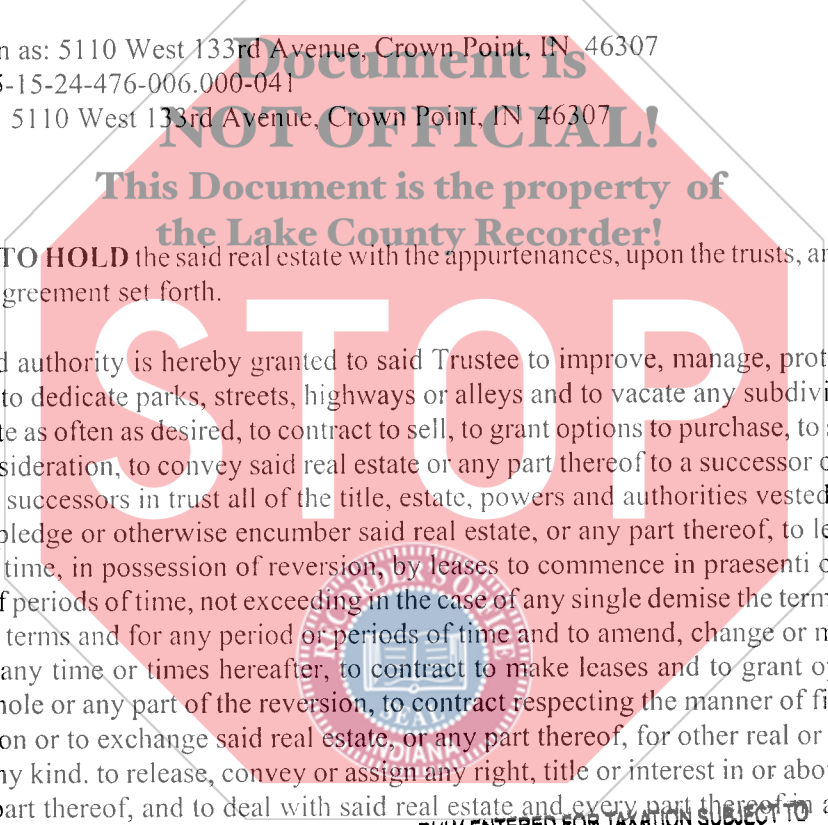 n as: 5110 West 133rd Avenue, Crown Point, IN 46307
Document is
5-15-24-476-006.000-041
5110 West 133rd Avenue, Crown Point, IN 46307
NOT OFFICIAL!
This Document is the property of
the Lake County Recorder!
TO HOLD the said real estate with the appurtenances, upon the trusts, an
greement set forth.
STOP
d authority is hereby granted to said Trustee to improve, manage, prot
to dedicate parks, streets, highways or alleys and to vacate any subdivi
te as often as desired, to contract to sell, to grant options to purchase, to
sideration, to convey said real estate or any part thereof to a successor o
successors in trust all of the title, estate, powers and authorities vested
pledge or otherwise encumber said real estate, or any part thereof, to le
time, in possession of reversion, by leases to commence in praesenti o
f periods of time, not exceeding in the case of any single demise the term
terms and for any period or periods of time and to amend, change or m
any time or times hereafter, to contract to make leases and to grant op
hole or any part of the reversion, to contract respecting the manner of fi
on or to exchange said real estate, or any part thereof, for other real or
ny kind. to release, convey or assign any right, title or interest in or abo
part thereof, and to deal with said real estate and every part thereof in a
RECORDER'S OFFICE
SEAL
INDIANA
DULY ENTERED FOR TAXATION SUBJECT TO